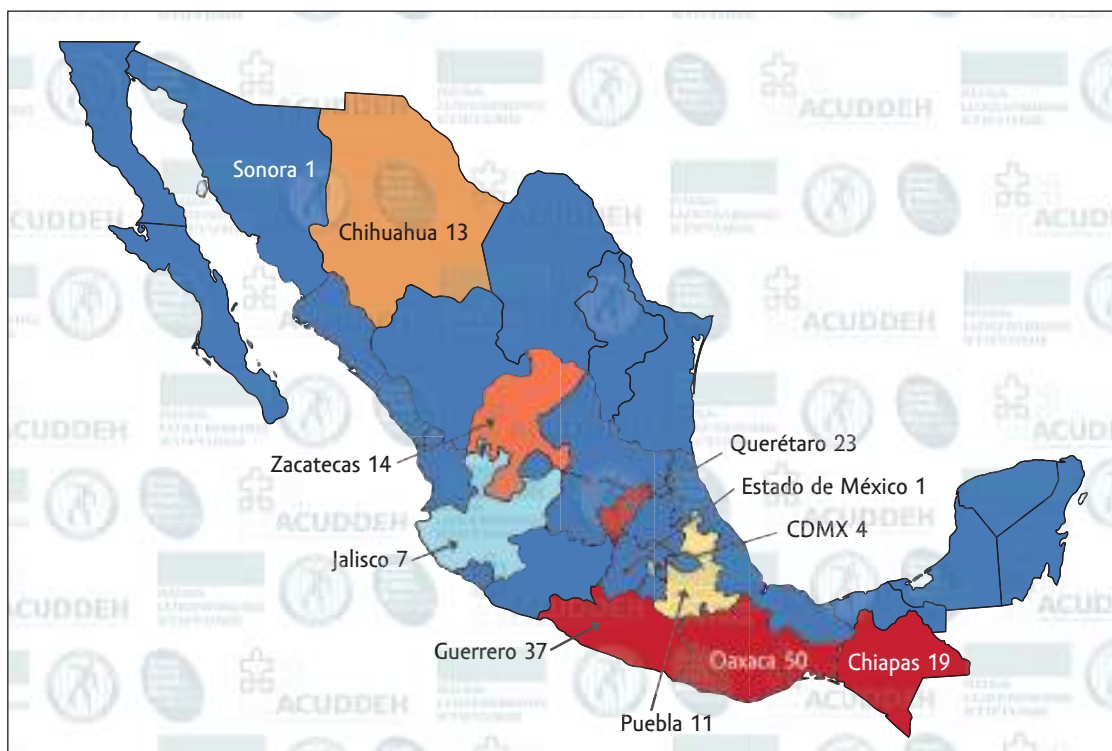 ACUDDEH
Sonora 1
Chihuahua 13
Querétaro 23
Zacatecas 14
Estado de México 1
CDMX 4
Jalisco 7
Guerrero 37
Oaxaca 50
Chiapas 19
Puebla 11